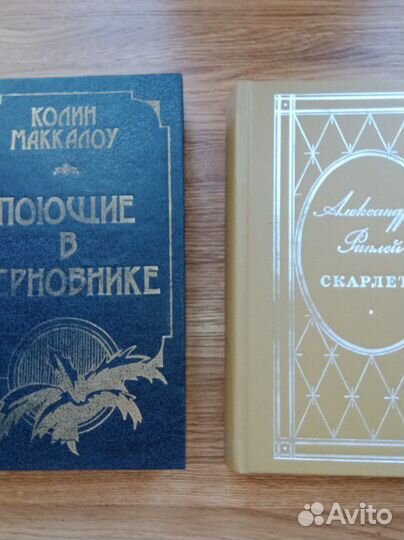 КОЛИН
МАККАЛОУ
ПОЮЩИЕ
В
ЕРНОВНИКЕ
Александр
Риплей
СКАРЛЕТ
Avito